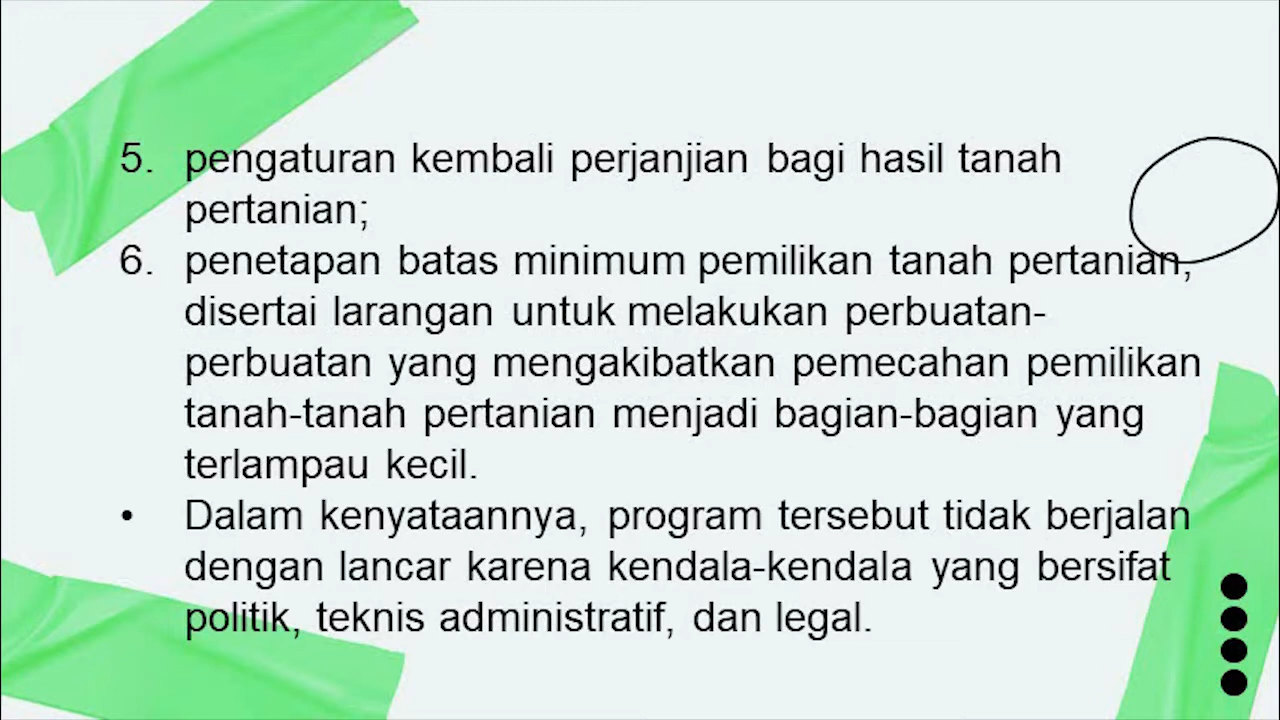 5. pengaturan kembali perjanjian bagi hasil tanah
pertanian;
6. penetapan batas minimum pemilikan tanah pertanian,
disertai larangan untuk melakukan perbuatan-
perbuatan yang mengakibatkan pemecahan pemilikan
tanah-tanah pertanian menjadi bagian-bagian yang
terlampau kecil.
• Dalam kenyataannya, program tersebut tidak berjalan
dengan lancar karena kendala-kendala yang bersifat
politik, teknis administratif, dan legal.